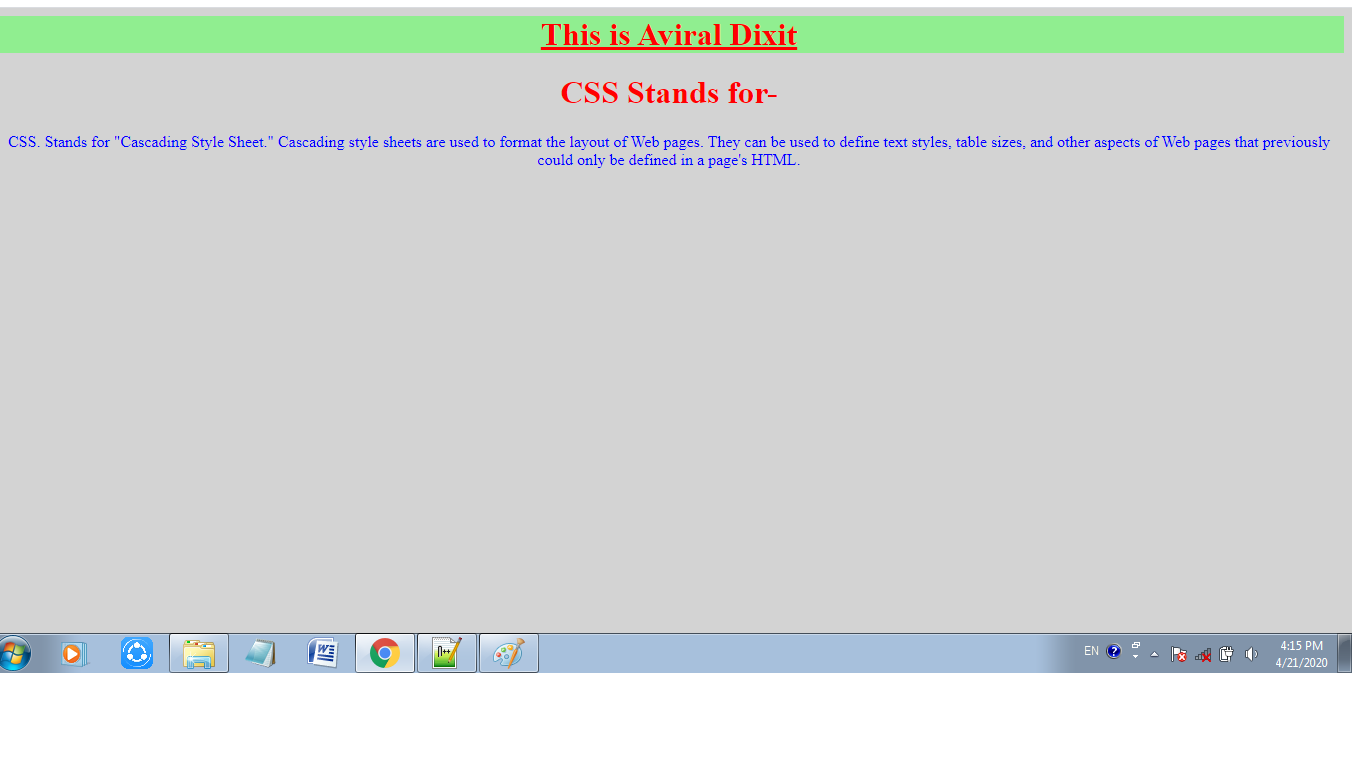 This is Aviral Dixit
CSS Stands for-
CSS. Stands for "Cascading Style Sheet." Cascading style sheets are used to format the layout of Web pages. They can be used to define text styles, table sizes, and other aspects of Web pages that previously
could only be defined in a page's HTML.
EN
4:15 PM
4/21/2020